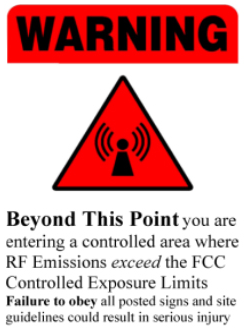 WARNING
Beyond This Point you are
entering a controlled area where
RF Emissions exceed the FCC
Controlled Exposure Limits
Failure to obey all posted signs and site
guidelines could result in serious injury